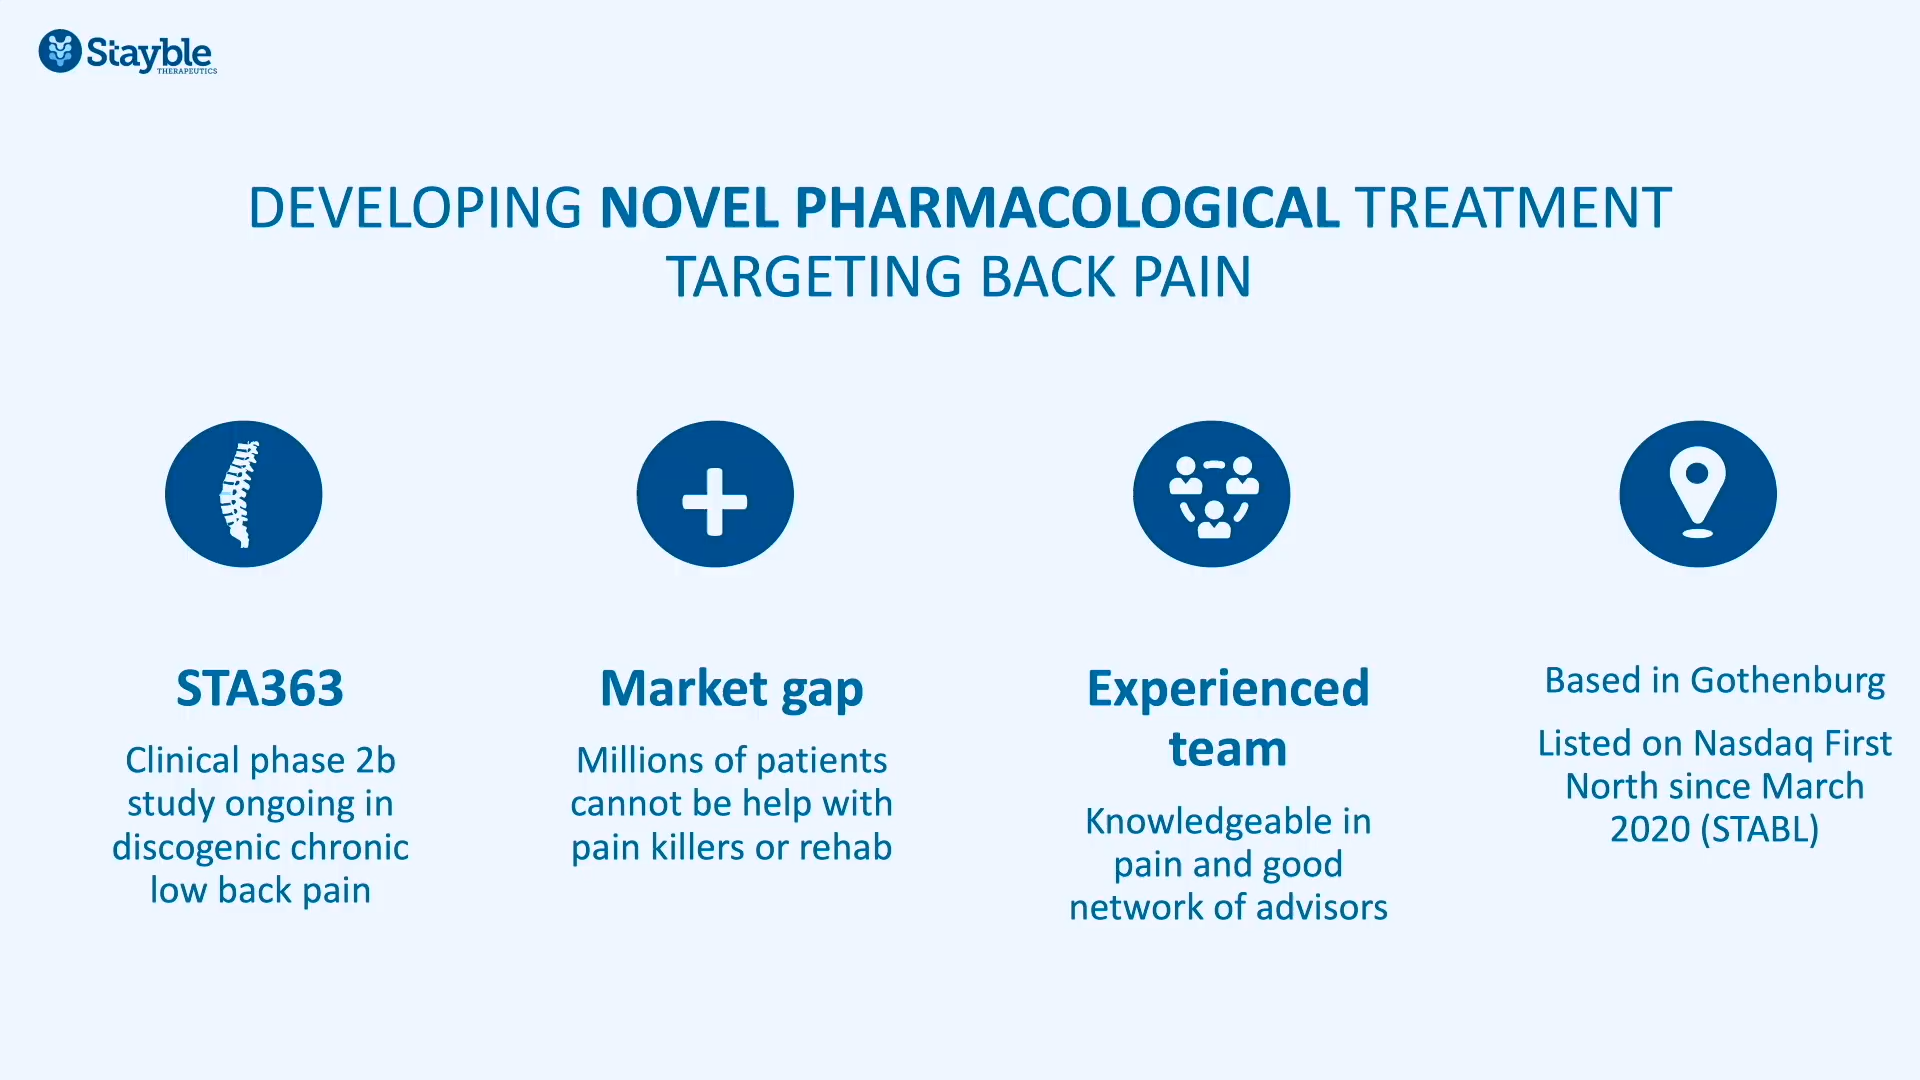 Stayble
THERAPEUTICS
DEVELOPING NOVEL PHARMACOLOGICAL TREATMENT
TARGETING BACK PAIN
STA363
Clinical phase 2b
study ongoing in
discogenic chronic
low back pain
Market gap
Millions of patients
cannot be help with
pain killers or rehab
Experienced
team
Knowledgeable in
pain and good
network of advisors
Based in Gothenburg
Listed on Nasdaq First
North since March
2020 (STABL)